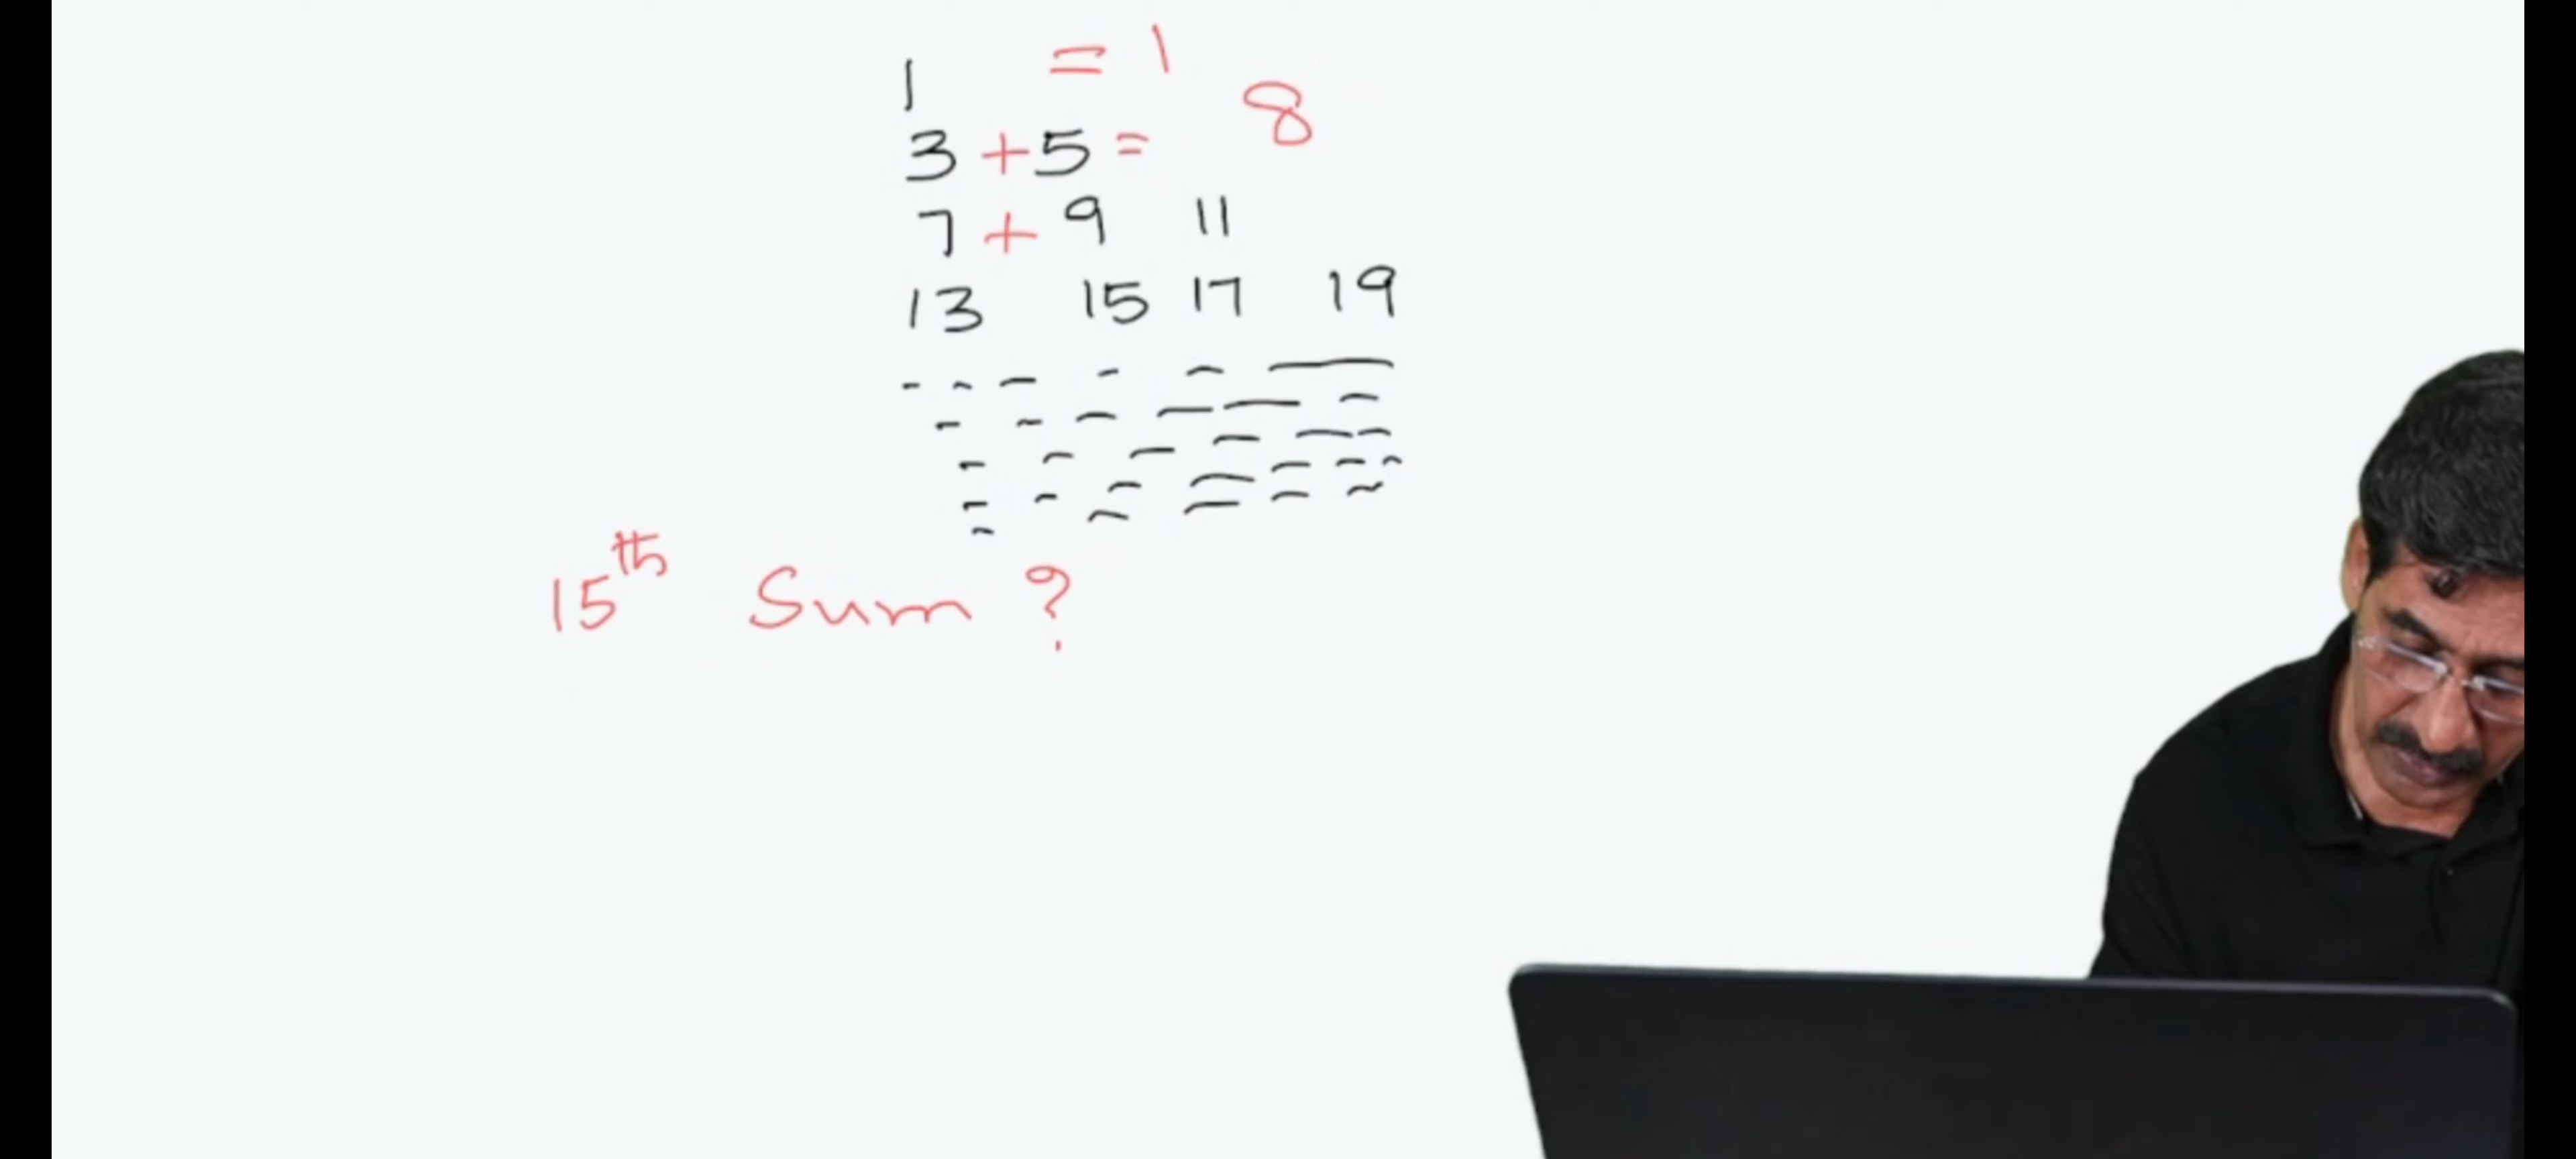 1 = 1
3 + 5 = 8
7 + 9 11
13 15 17 19
15th Sum ?